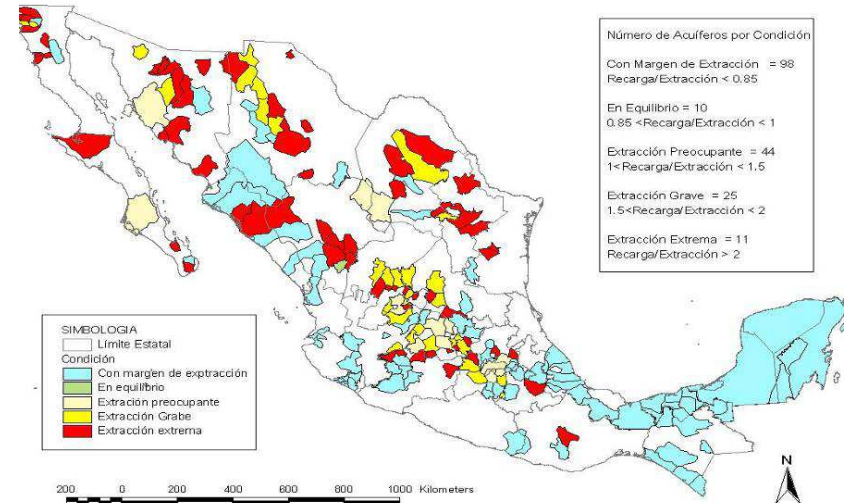 Número de Acuíferos por Condición
Con Margen de Extracción = 98
Recarga/Extracción < 0.85
En Equilibrio = 10
0.85 <Recarga/Extracción < 1
Extracción Preocupante = 44
1< Recarga/Extracción < 1.5
Extracción Grave = 25
1.5<Recarga/Extracción < 2
Extracción Extrema = 11
Recarga/Extracción > 2
SIMBOLOGIA
Límite Estatal
Condición
Con margen de exptracción
En equilibrio
Extración preocupante
Extracción Grabe
Extracción extrema
200 0 200 400 600 800 1000 Kilometers
N